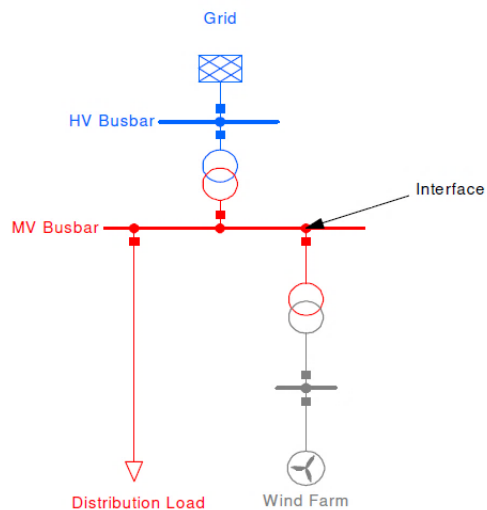 Grid
HV Busbar
Interface
MV Busbar
Distribution Load
Wind Farm